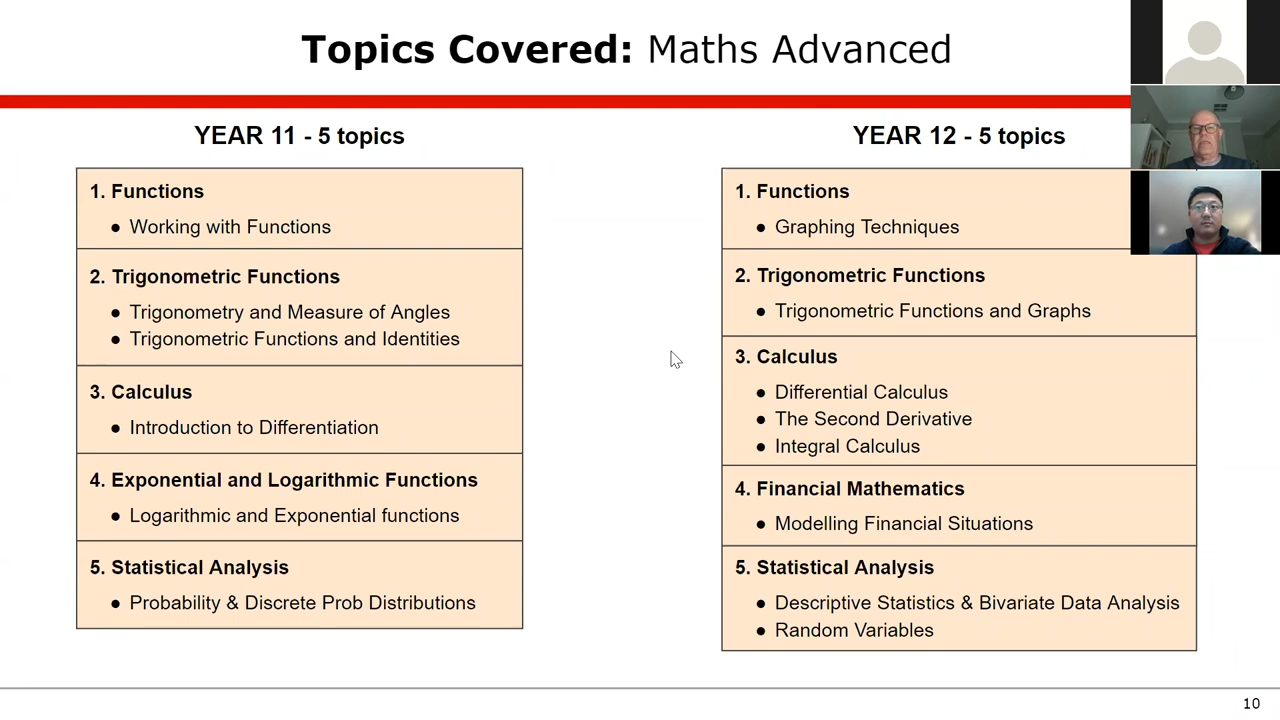 Topics Covered: Maths Advanced
YEAR 11 - 5 topics
1. Functions
● Working with Functions
2. Trigonometric Functions
● Trigonometry and Measure of Angles
● Trigonometric Functions and Identities
3. Calculus
● Introduction to Differentiation
4. Exponential and Logarithmic Functions
● Logarithmic and Exponential functions
5. Statistical Analysis
● Probability & Discrete Prob Distributions
YEAR 12 - 5 topics
1. Functions
● Graphing Techniques
2. Trigonometric Functions
● Trigonometric Functions and Graphs
3. Calculus
● Differential Calculus
● The Second Derivative
● Integral Calculus
4. Financial Mathematics
● Modelling Financial Situations
5. Statistical Analysis
● Descriptive Statistics & Bivariate Data Analysis
● Random Variables
10